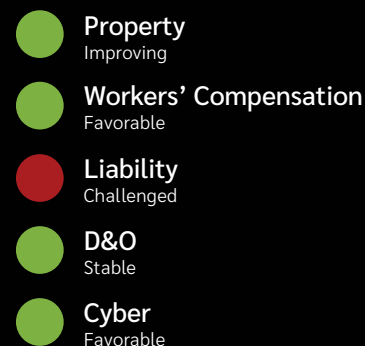 Property
Improving
Workers’ Compensation
Favorable
Liability
Challenged
D&O
Stable
Cyber
Favorable